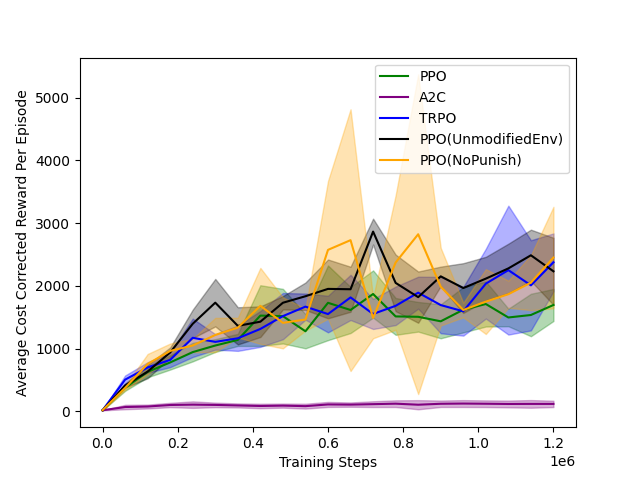 PPO
A2C
TRPO
PPO(UnmodifiedEnv)
PPO(NoPunish)
Average Cost Corrected Reward Per Episode
5000
4000
3000
2000
1000
0
0.0 0.2 0.4 0.6 0.8 1.0 1.2
1e6
Training Steps